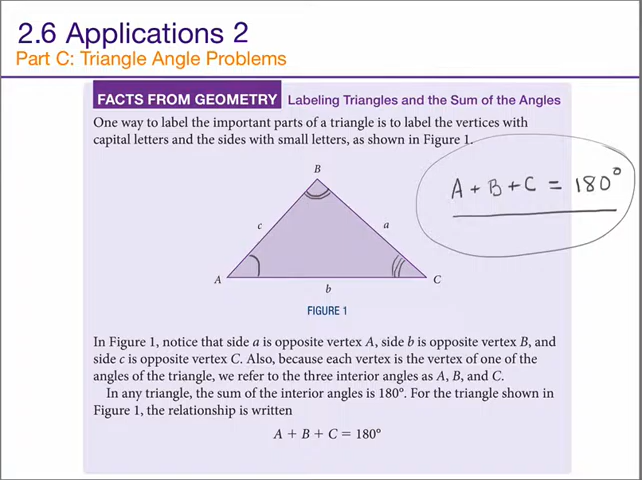 2.6 Applications 2
Part C: Triangle Angle Problems
FACTS FROM GEOMETRY Labeling Triangles and the Sum of the Angles
One way to label the important parts of a triangle is to label the vertices with
capital letters and the sides with small letters, as shown in Figure 1.
A + B + C = 180°
B
c
a
A
b
C
FIGURE 1
In Figure 1, notice that side a is opposite vertex A, side b is opposite vertex B, and
side c is opposite vertex C. Also, because each vertex is the vertex of one of the
angles of the triangle, we refer to the three interior angles as A, B, and C.
In any triangle, the sum of the interior angles is 180°. For the triangle shown in
Figure 1, the relationship is written
A + B + C = 180°